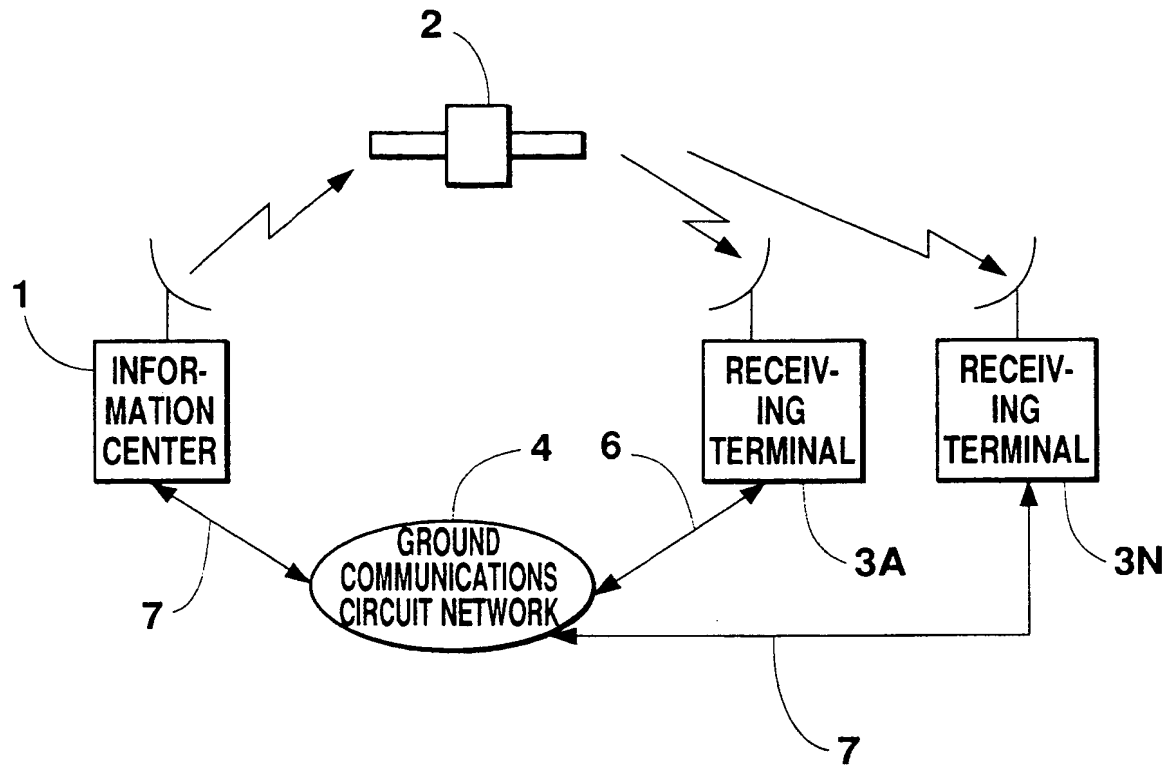 2
1
INFOR-
MATION
CENTER
RECEIV-
ING
TERMINAL
RECEIV-
ING
TERMINAL
4
6
GROUND
COMMUNICATIONS
CIRCUIT NETWORK
3A
3N
7
7